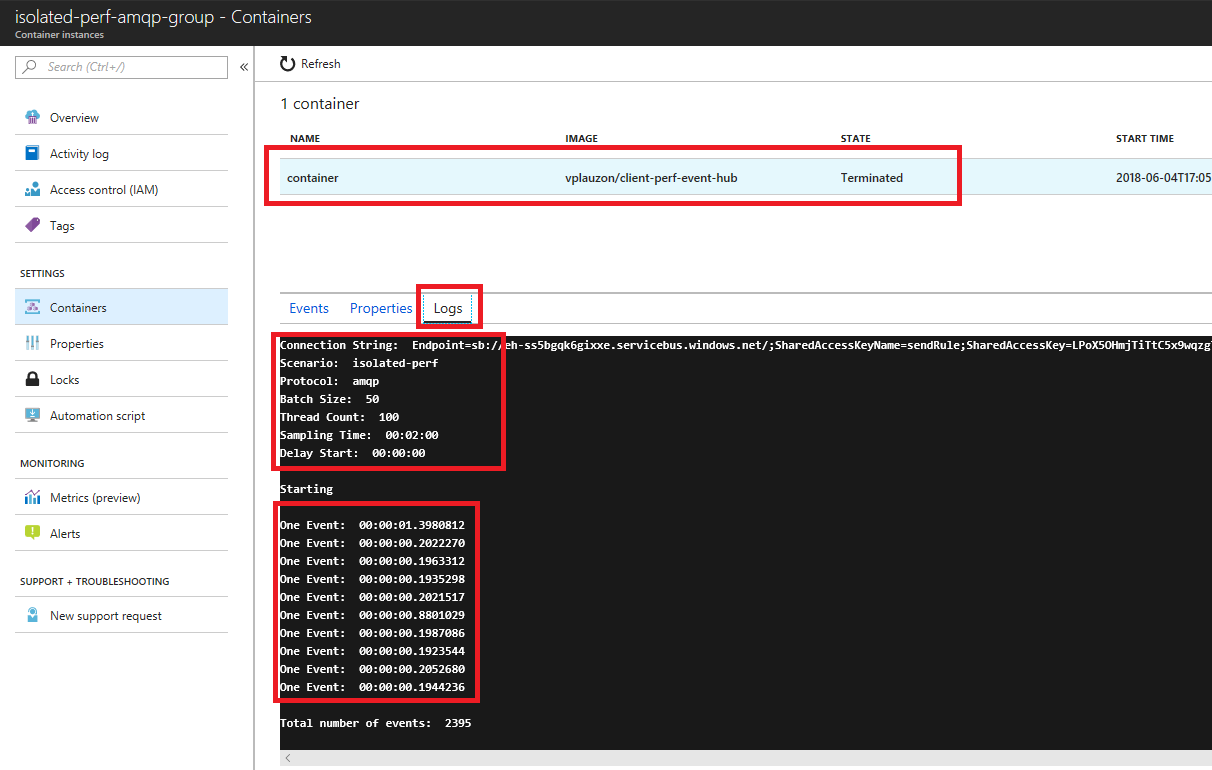 isolated-perf-amqp-group - Containers
Container instances
Search (Ctrl+/)
«
Refresh
Overview
Activity log
Access control (IAM)
Tags
SETTINGS
Containers
Properties
Locks
Automation script
MONITORING
Metrics (preview)
Alerts
SUPPORT + TROUBLESHOOTING
New support request
1 container
NAME IMAGE STATE START TIME
container vplauzon/client-perf-event-hub Terminated 2018-06-04T17:05
Events Properties Logs
Connection String: Endpoint=sb://eh-ss5bgqk6gixxe.servicebus.windows.net/;SharedAccessKeyName=sendRule;SharedAccessKey=LPoX5OHmjTiTtC5x9wqzg
Scenario: isolated-perf
Protocol: amqp
Batch Size: 50
Thread Count: 100
Sampling Time: 00:02:00
Delay Start: 00:00:00
Starting
One Event: 00:00:01.3980812
One Event: 00:00:00.2022270
One Event: 00:00:00.1963312
One Event: 00:00:00.1935298
One Event: 00:00:00.2021517
One Event: 00:00:00.8801029
One Event: 00:00:00.1987086
One Event: 00:00:00.1923544
One Event: 00:00:00.2052680
One Event: 00:00:00.1944236
Total number of events: 2395